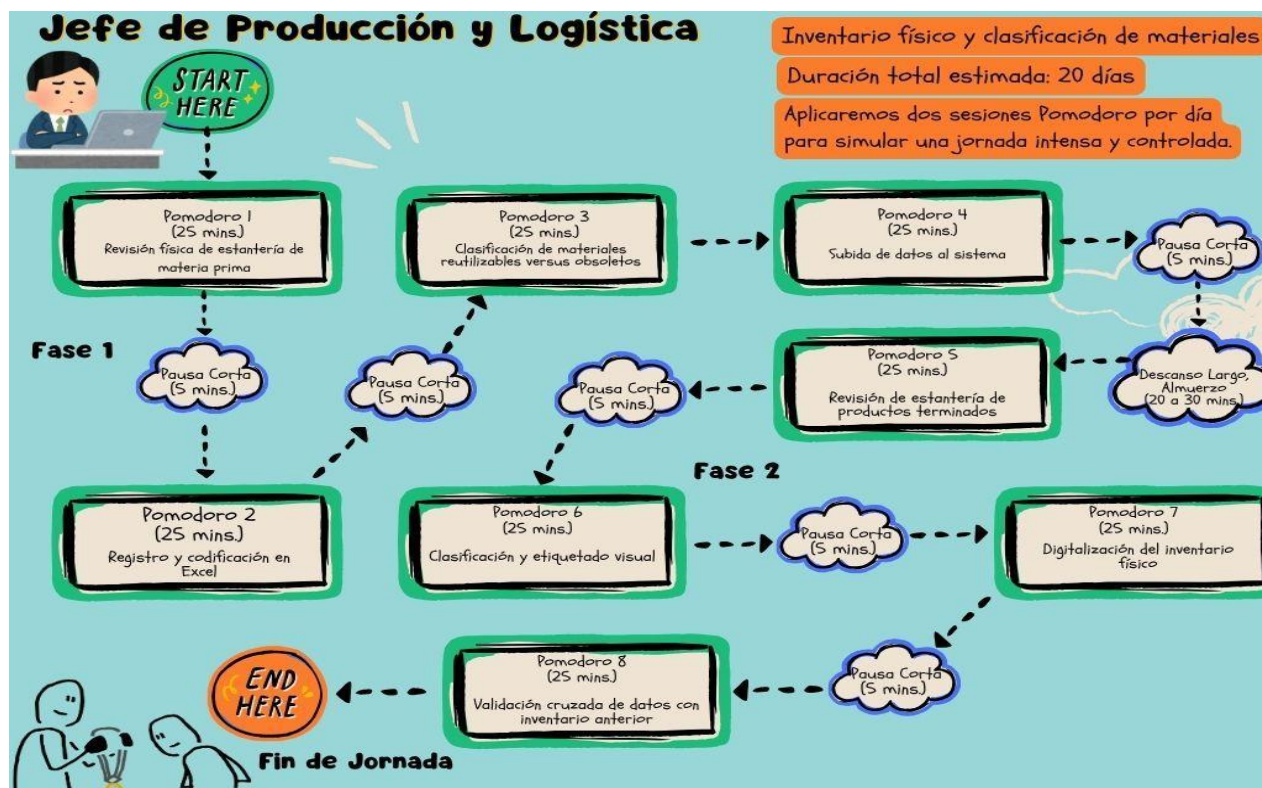 Jefe de Producción y Logística
Inventario físico y clasificación de materiales
Duración total estimada: 20 días
Aplicaremos dos sesiones Pomodoro por día
para simular una jornada intensa y controlada.
START
HERE
Pomodoro 1
(25 mins.)
Revisión física de estantería de
materia prima
Pomodoro 3
(25 mins.)
Clasificación de materiales
reutilizables versus obsoletos
Pomodoro 4
(25 mins.)
Subida de datos al sistema
Pausa Corta
(5 mins.)
Fase 1
Pausa Corta
(5 mins.)
Pausa Corta
(5 mins.)
Pausa Corta
(5 mins.)
Pomodoro 5
(25 mins.)
Revisión de estantería de
productos terminados
Descanso Largo,
Almuerzo
(20 a 30 mins.)
Fase 2
Pomodoro 2
(25 mins.)
Registro y codificación en
Excel
Pomodoro 6
(25 mins.)
Clasificación y etiquetado visual
Pausa Corta
(5 mins.)
Pomodoro 7
(25 mins.)
Digitalización del inventario
físico
Pausa Corta
(5 mins.)
Pomodoro 8
(25 mins.)
Validación cruzada de datos con
inventario anterior
END
HERE
Fin de Jornada